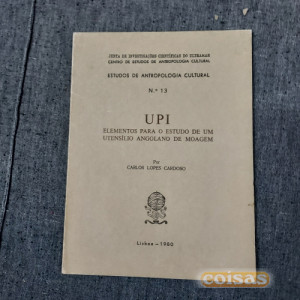 JUNTA DE INVESTIGAÇÕES CIENTÍFICAS DO ULTRAMAR
CENTRO DE ESTUDOS DE ANTROPOLOGIA CULTURAL
ESTUDOS DE ANTROPOLOGIA CULTURAL
N.º 13
UPI
ELEMENTOS PARA O ESTUDO DE UM
UTENSÍLIO ANGOLANO DE MOAGEM
Por
CARLOS LOPES CARDOSO
Lisboa — 1980
coisas